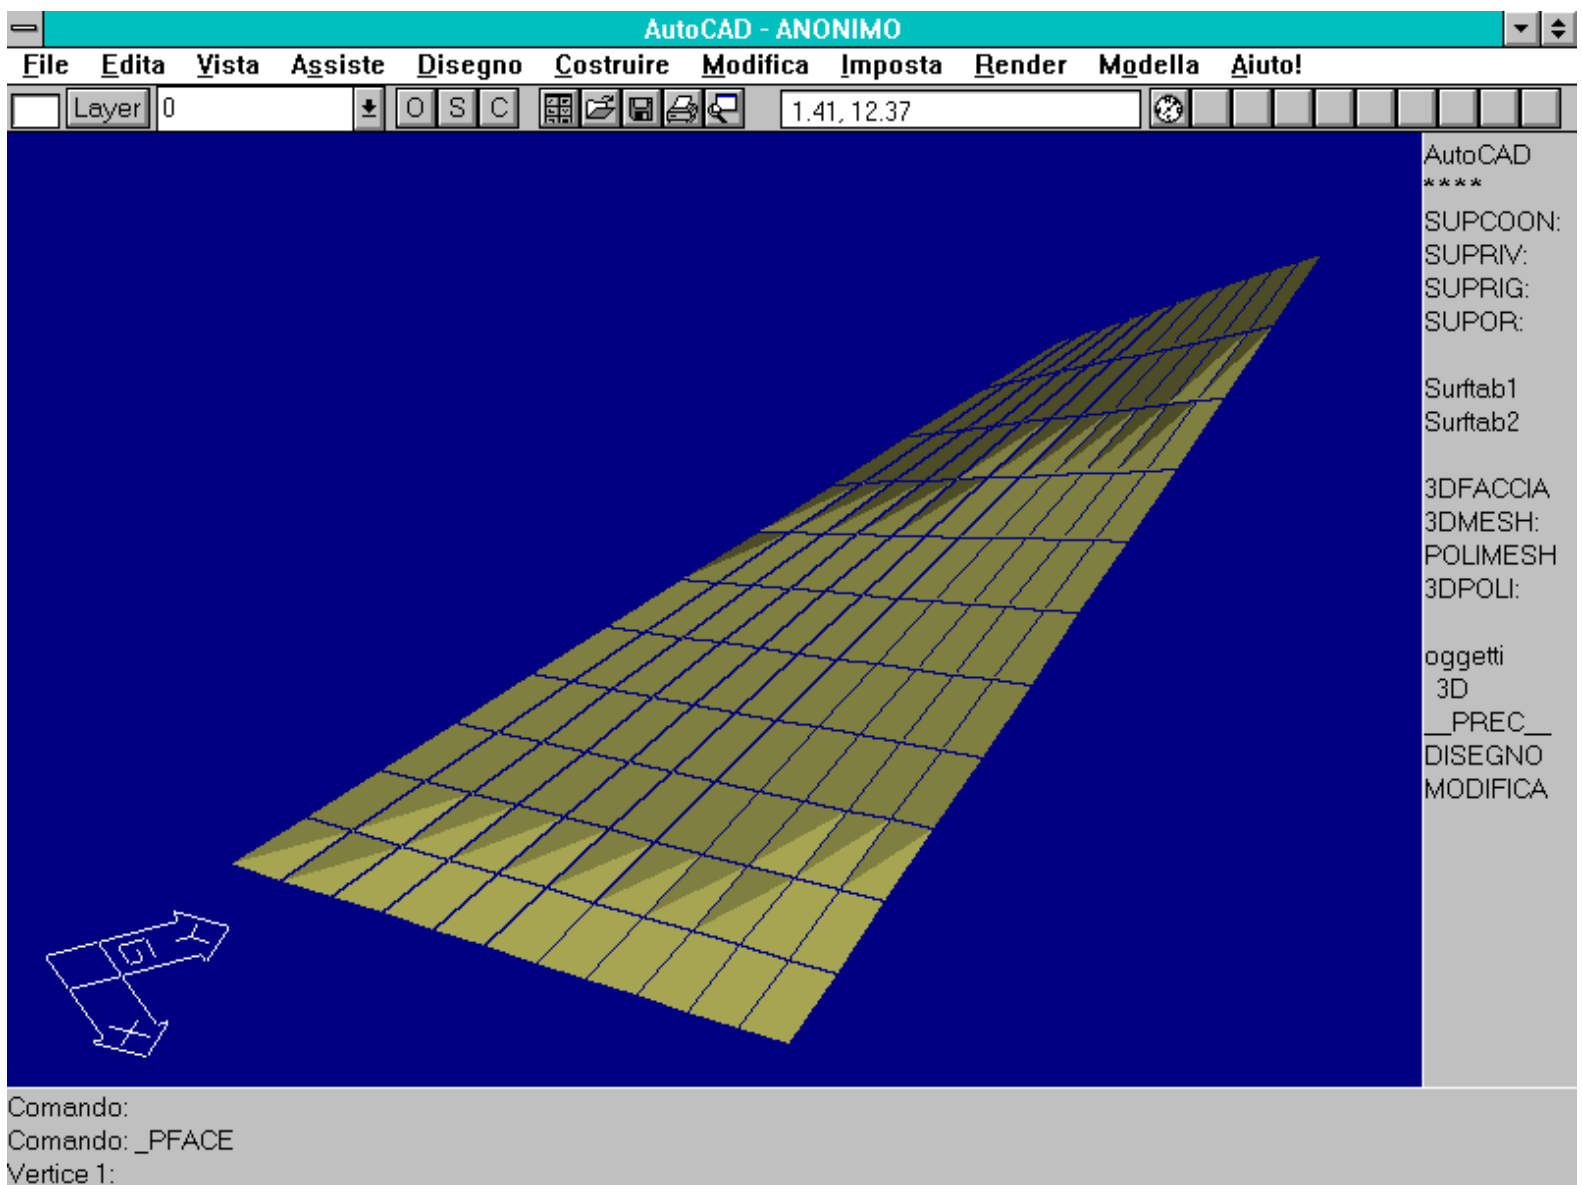 AutoCAD - ANONIMO
File Edita Vista Assiste Disegno Costruire Modifica Imposta Render Modella Aiuto!
Layer 0 O S C 1.41, 12.37
AutoCAD
* * * *
SUPCOON:
SUPRIV:
SUPRIG:
SUPOR:
Surftab1
Surftab2
3DFACCIA
3DMESH:
POLIMESH
3DPOLI:
oggetti
3D
__PREC__
DISEGNO
MODIFICA
G Y
X
Comando:
Comando: _PFACE
Vertice 1: